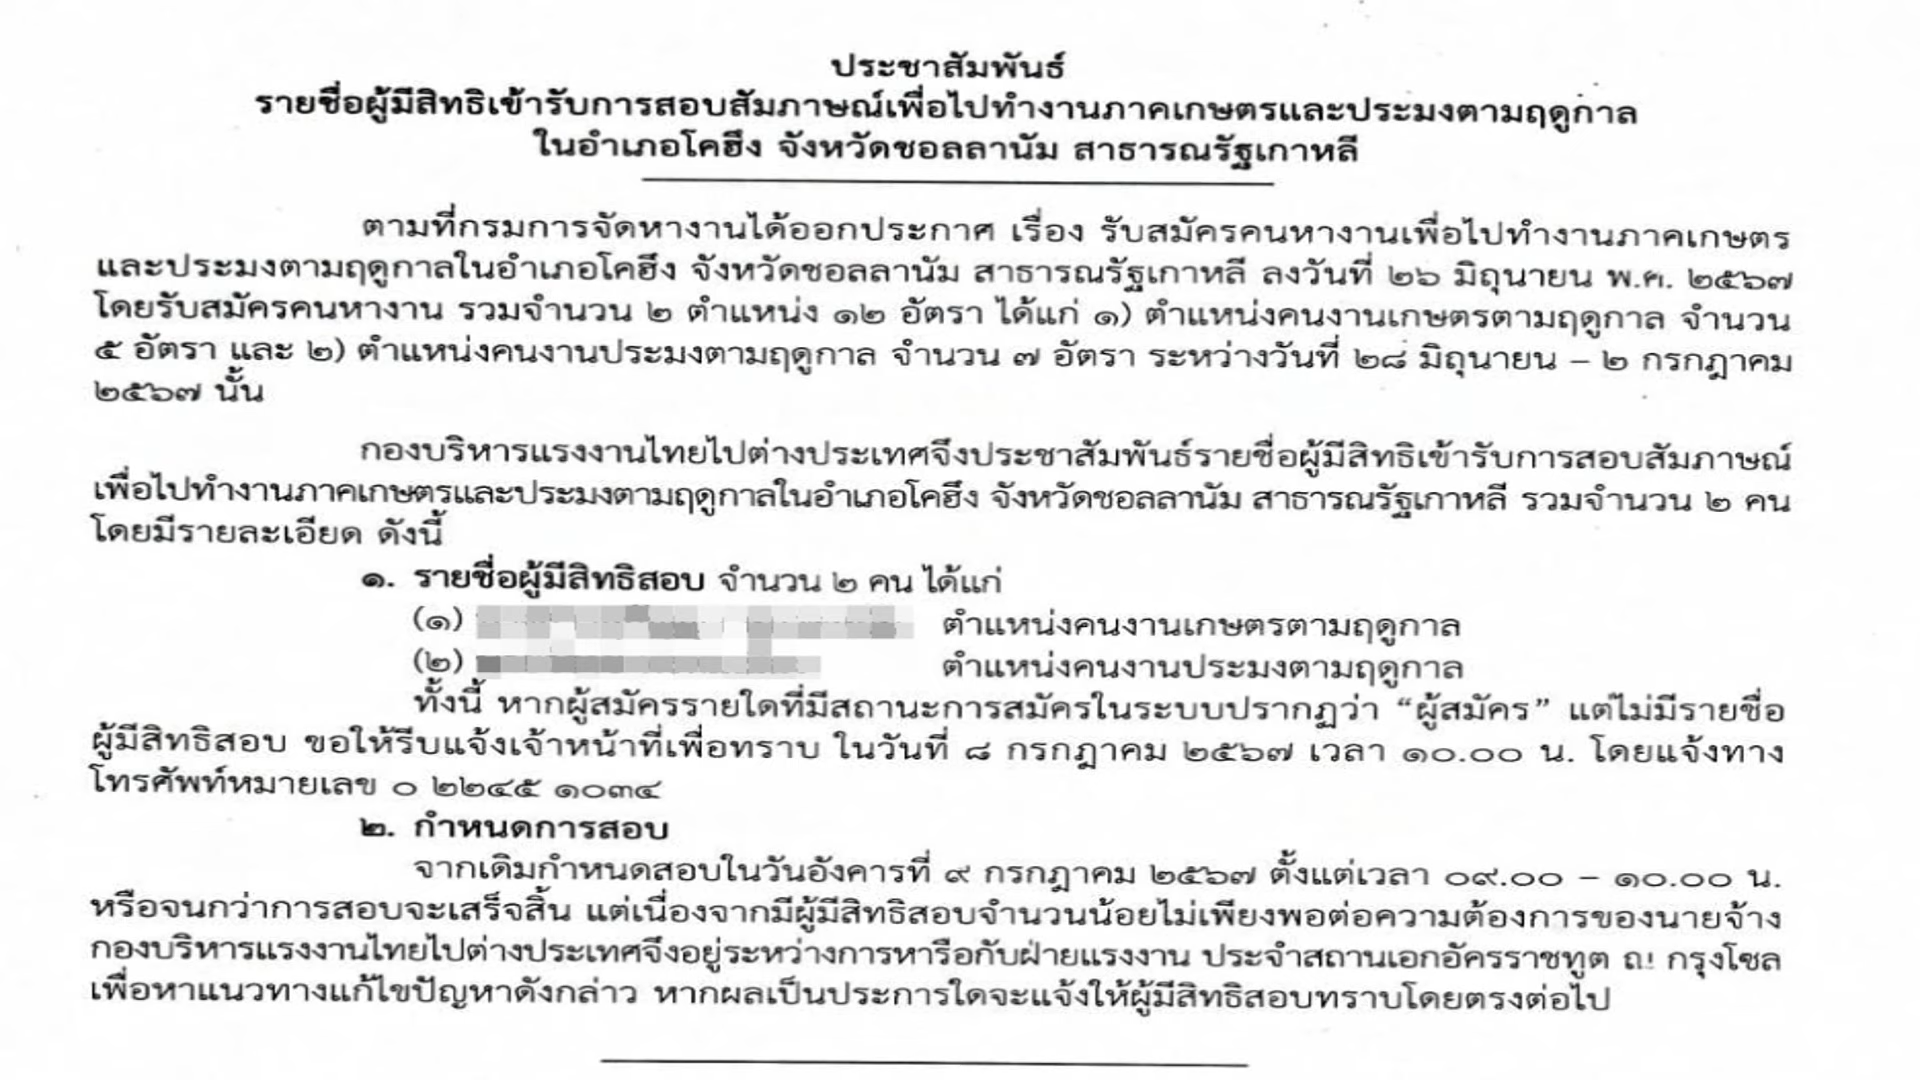 ประชาสัมพันธ์
รายชื่อผู้มีสิทธิเข้ารับการสอบสัมภาษณ์เพื่อไปทำงานภาคเกษตรและประมงตามฤดูกาล
ในอำเภอโคฮึง จังหวัดชอลลานัม สาธารณรัฐเกาหลี
ตามที่กรมการจัดหางานได้ออกประกาศ เรื่อง รับสมัครคนหางานเพื่อไปทำงานภาคเกษตร
และประมงตามฤดูกาลในอำเภอโคฮึง จังหวัดชอลลานัม สาธารณรัฐเกาหลี ลงวันที่ ๒๖ มิถุนายน พ.ศ. ๒๕๖๗
โดยรับสมัครคนหางาน รวมจำนวน ๒ ตำแหน่ง ๑๒ อัตรา ได้แก่ ๑) ตำแหน่งคนงานเกษตรตามฤดูกาล จำนวน
๕ อัตรา และ ๒) ตำแหน่งคนงานประมงตามฤดูกาล จำนวน ๗ อัตรา ระหว่างวันที่ ๒๘ มิถุนายน – ๒ กรกฎาคม
๒๕๖๗ นั้น
กองบริหารแรงงานไทยไปต่างประเทศจึงประชาสัมพันธ์รายชื่อผู้มีสิทธิเข้ารับการสอบสัมภาษณ์
เพื่อไปทำงานภาคเกษตรและประมงตามฤดูกาลในอำเภอโคฮึง จังหวัดชอลลานัม สาธารณรัฐเกาหลี รวมจำนวน ๒ คน
โดยมีรายละเอียด ดังนี้
๑. รายชื่อผู้มีสิทธิสอบ จำนวน ๒ คน ได้แก่
(๑) ตำแหน่งคนงานเกษตรตามฤดูกาล
(๒) ตำแหน่งคนงานประมงตามฤดูกาล
ทั้งนี้ หากผู้สมัครรายใดที่มีสถานะการสมัครในระบบปรากฏว่า “ผู้สมัคร” แต่ไม่มีรายชื่อ
ผู้มีสิทธิสอบ ขอให้รีบแจ้งเจ้าหน้าที่เพื่อทราบ ในวันที่ ๘ กรกฎาคม ๒๕๖๗ เวลา ๑๐.๐๐ น. โดยแจ้งทาง
โทรศัพท์หมายเลข ๐ ๒๒๔๕ ๑๐๓๔
๒. กำหนดการสอบ
จากเดิมกำหนดสอบในวันอังคารที่ ๙ กรกฎาคม ๒๕๖๗ ตั้งแต่เวลา ๐๙.๐๐ – ๑๐.๐๐ น.
หรือจนกว่าการสอบจะเสร็จสิ้น แต่เนื่องจากมีผู้มีสิทธิสอบจำนวนน้อยไม่เพียงพอต่อความต้องการของนายจ้าง
กองบริหารแรงงานไทยไปต่างประเทศจึงอยู่ระหว่างการหารือกับฝ่ายแรงงาน ประจำสถานเอกอัครราชทูต ณ กรุงโซล
เพื่อหาแนวทางแก้ไขปัญหาดังกล่าว หากผลเป็นประการใดจะแจ้งให้ผู้มีสิทธิสอบทราบโดยตรงต่อไป